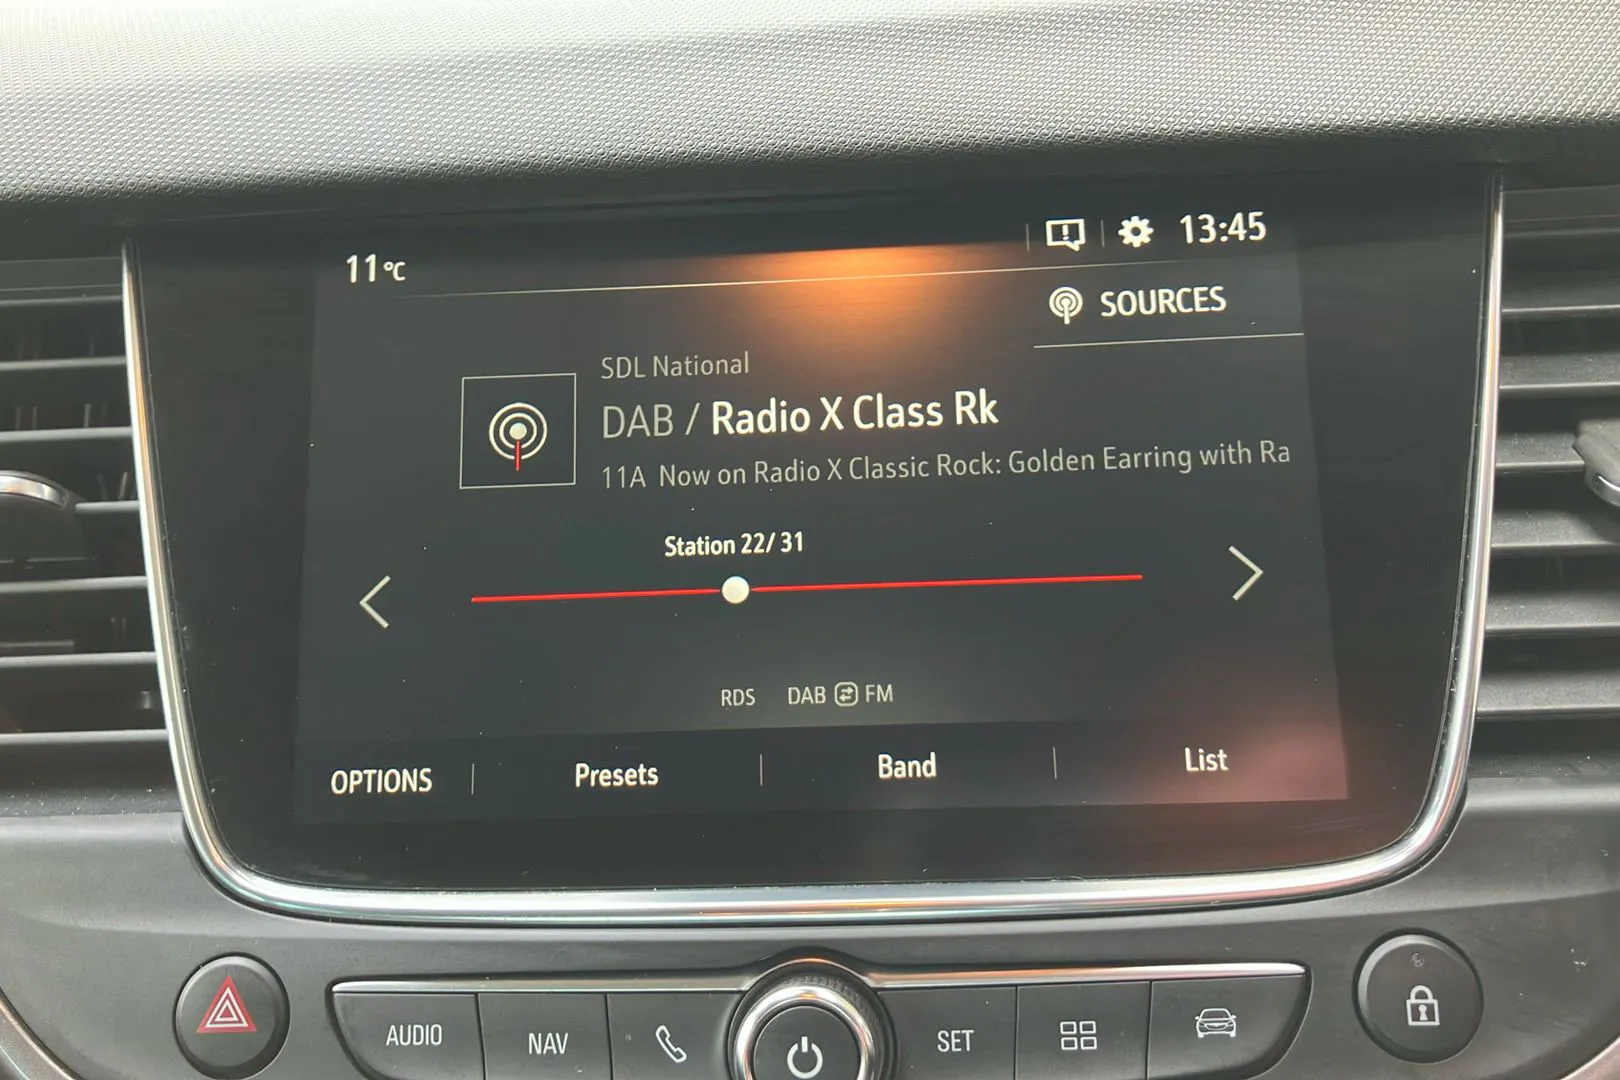 13:45
11°C
SOURCES
SDL National
DAB / Radio X Class Rk
11A Now on Radio X Classic Rock: Golden Earring with Ra
Station 22/ 31
RDS DAB FM
OPTIONS Presets Band List
AUDIO NAV SET